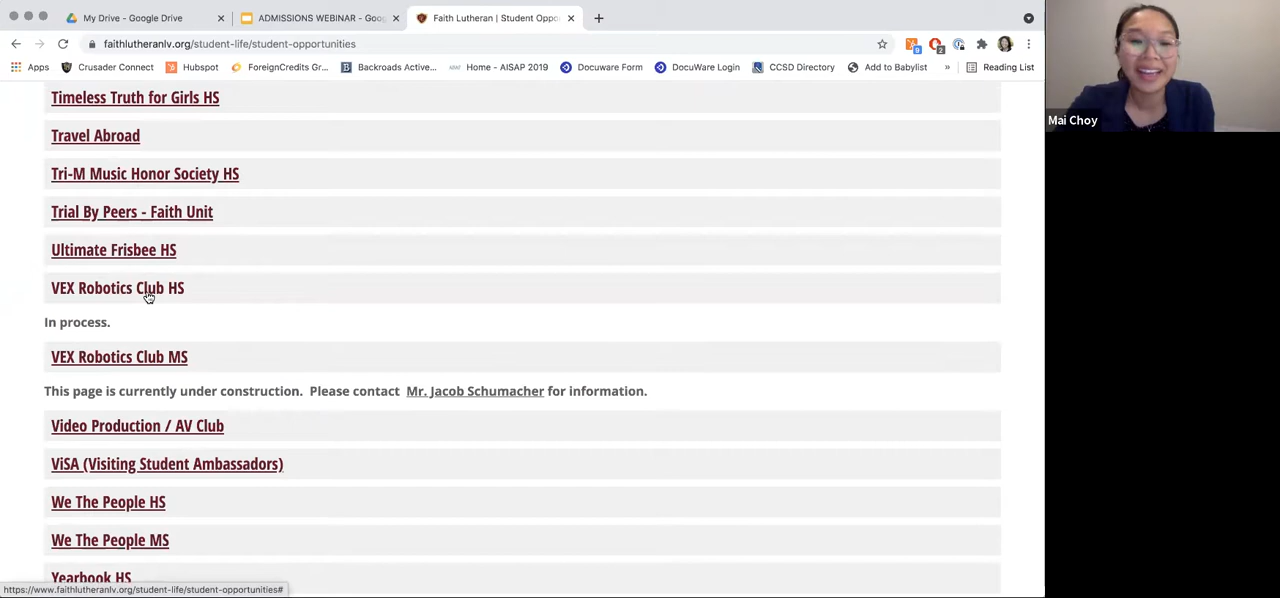 My Drive - Google Drive
ADMISSIONS WEBINAR - Goo
Faith Lutheran | Student Oppo
faithlutheranlv.org/student-life/student-opportunities
9
2
Apps
Crusader Connect
Hubspot
ForeignCredits Gr...
Backroads Active...
Home - AISAP 2019
Docuware Form
DocuWare Login
CCSD Directory
Add to Babylist
»
Reading List
Timeless Truth for Girls HS
Travel Abroad
Tri-M Music Honor Society HS
Trial By Peers - Faith Unit
Ultimate Frisbee HS
VEX Robotics Club HS
In process.
VEX Robotics Club MS
This page is currently under construction. Please contact Mr. Jacob Schumacher for information.
Video Production / AV Club
ViSA (Visiting Student Ambassadors)
We The People HS
We The People MS
Yearbook HS
https://www.faithlutheranlv.org/student-life/student-opportunities#
Mai Choy